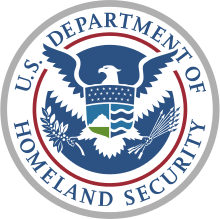 U.S. DEPARTMENT OF
HOMELAND SECURITY